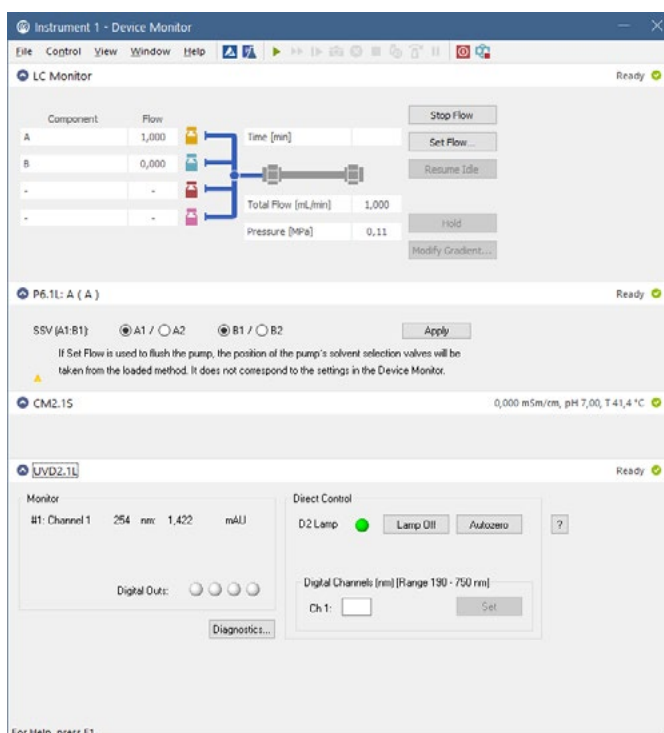 Instrument 1 - Device Monitor
File Control View Window Help
LC Monitor Ready
Component Flow
A 1,000
B 0,000
- -
- -
Time [min]
Total Flow [mL/min] 1,000
Pressure [MPa] 0,11
Stop Flow
Set Flow...
Resume Idle
Hold
Modify Gradient...
P6.1L: A ( A ) Ready
SSV (A1:B1): A1 / A2 B1 / B2 Apply
If Set Flow is used to flush the pump, the position of the pump's solvent selection valves will be
taken from the loaded method. It does not correspond to the settings in the Device Monitor.
CM2.1S 0,000 mSm/cm, pH 7,00, T 41,4 °C
UVD2.1L Ready
Monitor
#1: Channel 1 254 nm: 1,422 mAU
Digital Outs:
Diagnostics...
Direct Control
D2 Lamp Lamp Off Autozero ?
Digital Channels [nm] [Range 190 - 750 nm]
Ch 1: Set
For Help, press F1